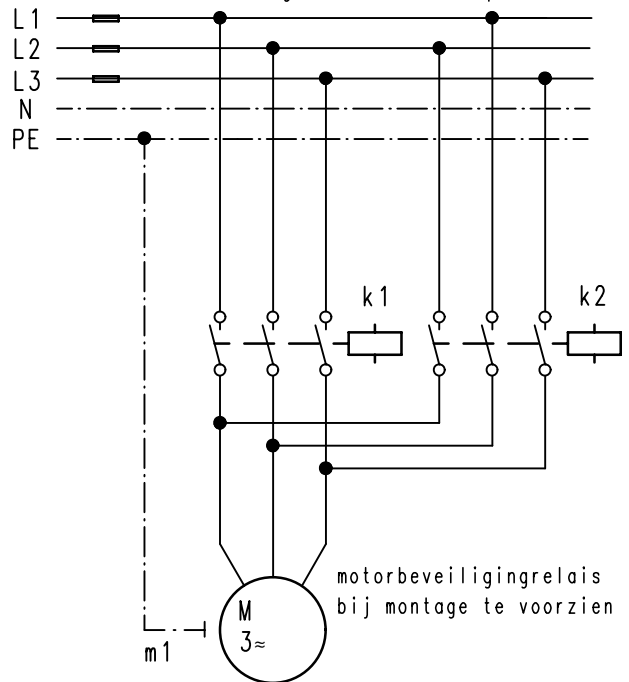 L1
L2
L3
N
PE
k1
k2
M
3≈
m1
motorbeveiligingrelais
bij montage te voorzien